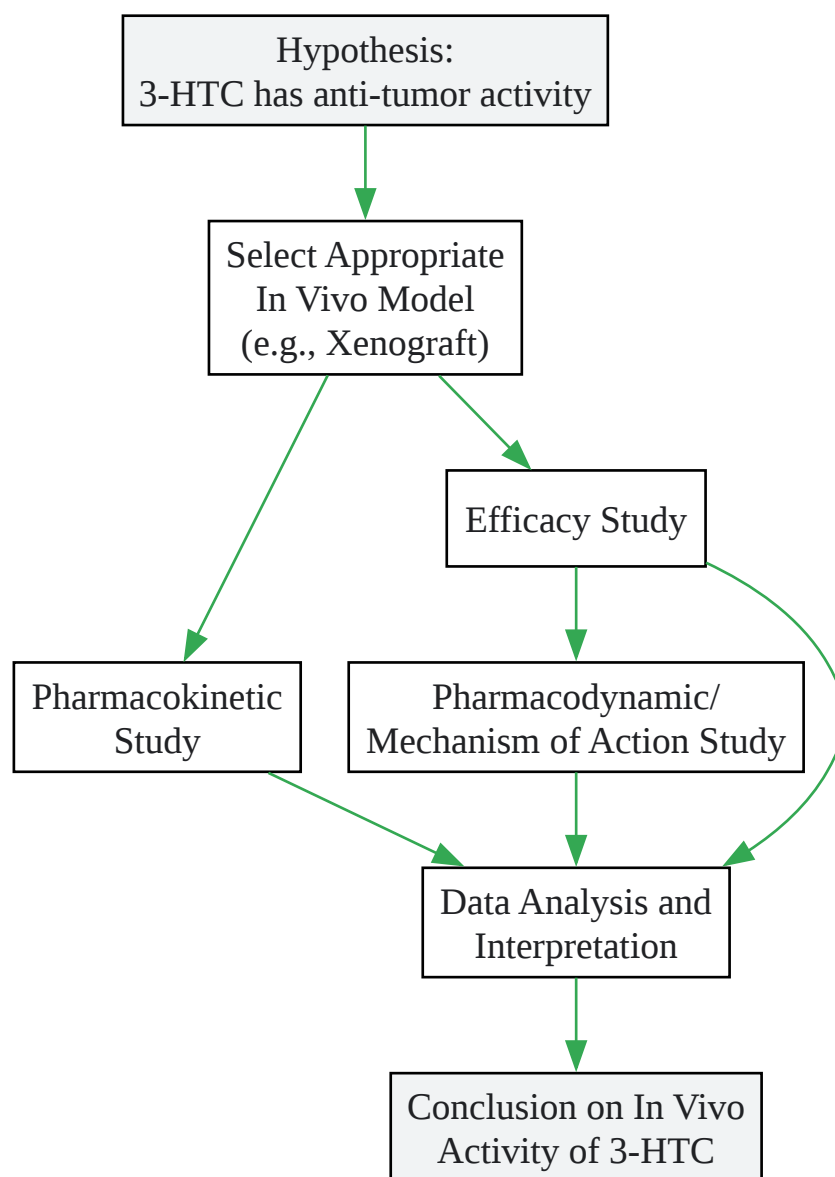 Hypothesis:
3-HTC has anti-tumor activity
Select Appropriate
In Vivo Model
(e.g., Xenograft)
Efficacy Study
Pharmacokinetic
Study
Pharmacodynamic/
Mechanism of Action Study
Data Analysis and
Interpretation
Conclusion on In Vivo
Activity of 3-HTC